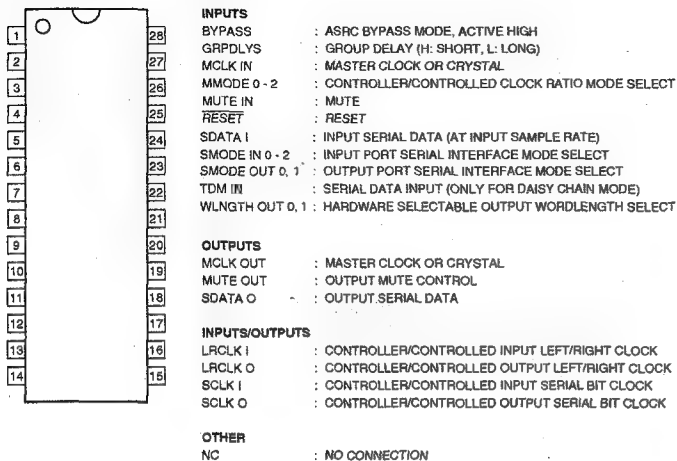 1
2
3
4
5
6
7
8
9
10
11
12
13
14
28
27
26
25
24
23
22
21
20
19
18
17
16
15
INPUTS
BYPASS : ASRC BYPASS MODE, ACTIVE HIGH
GRPDLYS : GROUP DELAY (H: SHORT, L: LONG)
MCLK IN : MASTER CLOCK OR CRYSTAL
MMODE 0 - 2 : CONTROLLER/CONTROLLED CLOCK RATIO MODE SELECT
MUTE IN : MUTE
RESET : RESET
SDATA I : INPUT SERIAL DATA (AT INPUT SAMPLE RATE)
SMODE IN 0 - 2 : INPUT PORT SERIAL INTERFACE MODE SELECT
SMODE OUT 0, 1 : OUTPUT PORT SERIAL INTERFACE MODE SELECT
TDM IN : SERIAL DATA INPUT (ONLY FOR DAISY CHAIN MODE)
WLNGTH OUT 0, 1 : HARDWARE SELECTABLE OUTPUT WORDLENGTH SELECT
OUTPUTS
MCLK OUT : MASTER CLOCK OR CRYSTAL
MUTE OUT : OUTPUT MUTE CONTROL
SDATA O : OUTPUT SERIAL DATA
INPUTS/OUTPUTS
LRCLK I : CONTROLLER/CONTROLLED INPUT LEFT/RIGHT CLOCK
LRCLK O : CONTROLLER/CONTROLLED OUTPUT LEFT/RIGHT CLOCK
SCLK I : CONTROLLER/CONTROLLED INPUT SERIAL BIT CLOCK
SCLK O : CONTROLLER/CONTROLLED OUTPUT SERIAL BIT CLOCK
OTHER
NC : NO CONNECTION